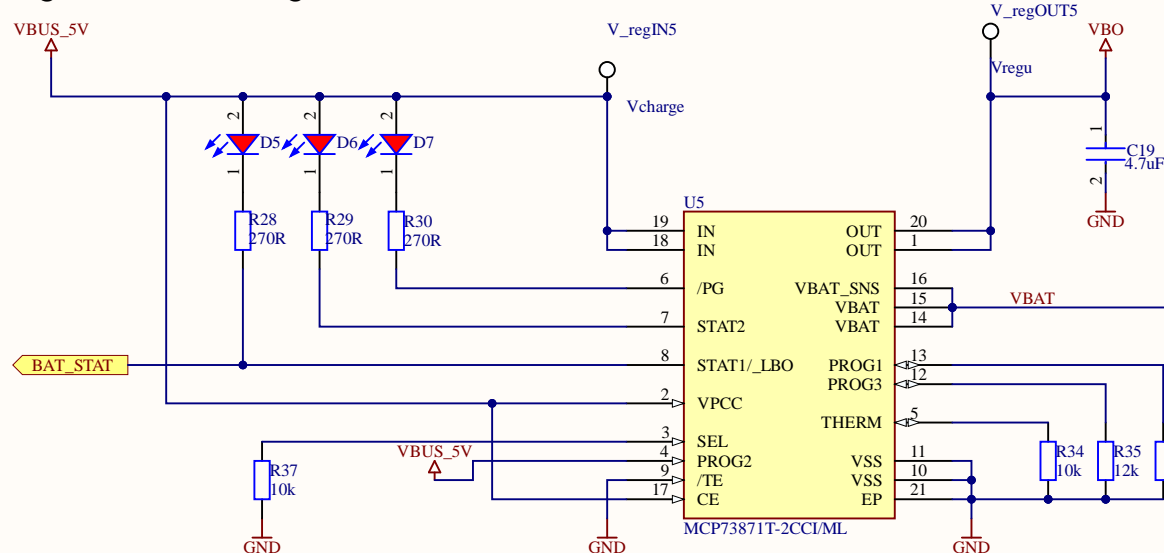 V_regOUT5
VBUS_5V
V_regIN5
VBO
Vregu
Vcharge
2
2
2
1
D5
D6
D7
C19
4.7uF
1
1
1
2
U5
GND
R28
270R
R29
270R
R30
270R
19
IN
OUT
20
18
IN
OUT
1
6
/PG
VBAT_SNS
16
VBAT
15
VBAT
7
STAT2
VBAT
14
BAT_STAT
8
STAT1/_LBO
PROG1
13
PROG3
12
2
VPCC
THERM
5
3
SEL
VBUS_5V
4
PROG2
VSS
11
9
/TE
VSS
10
17
CE
EP
21
R37
10k
R34
10k
R35
12k
MCP73871T-2CCI/ML
GND
GND
GND